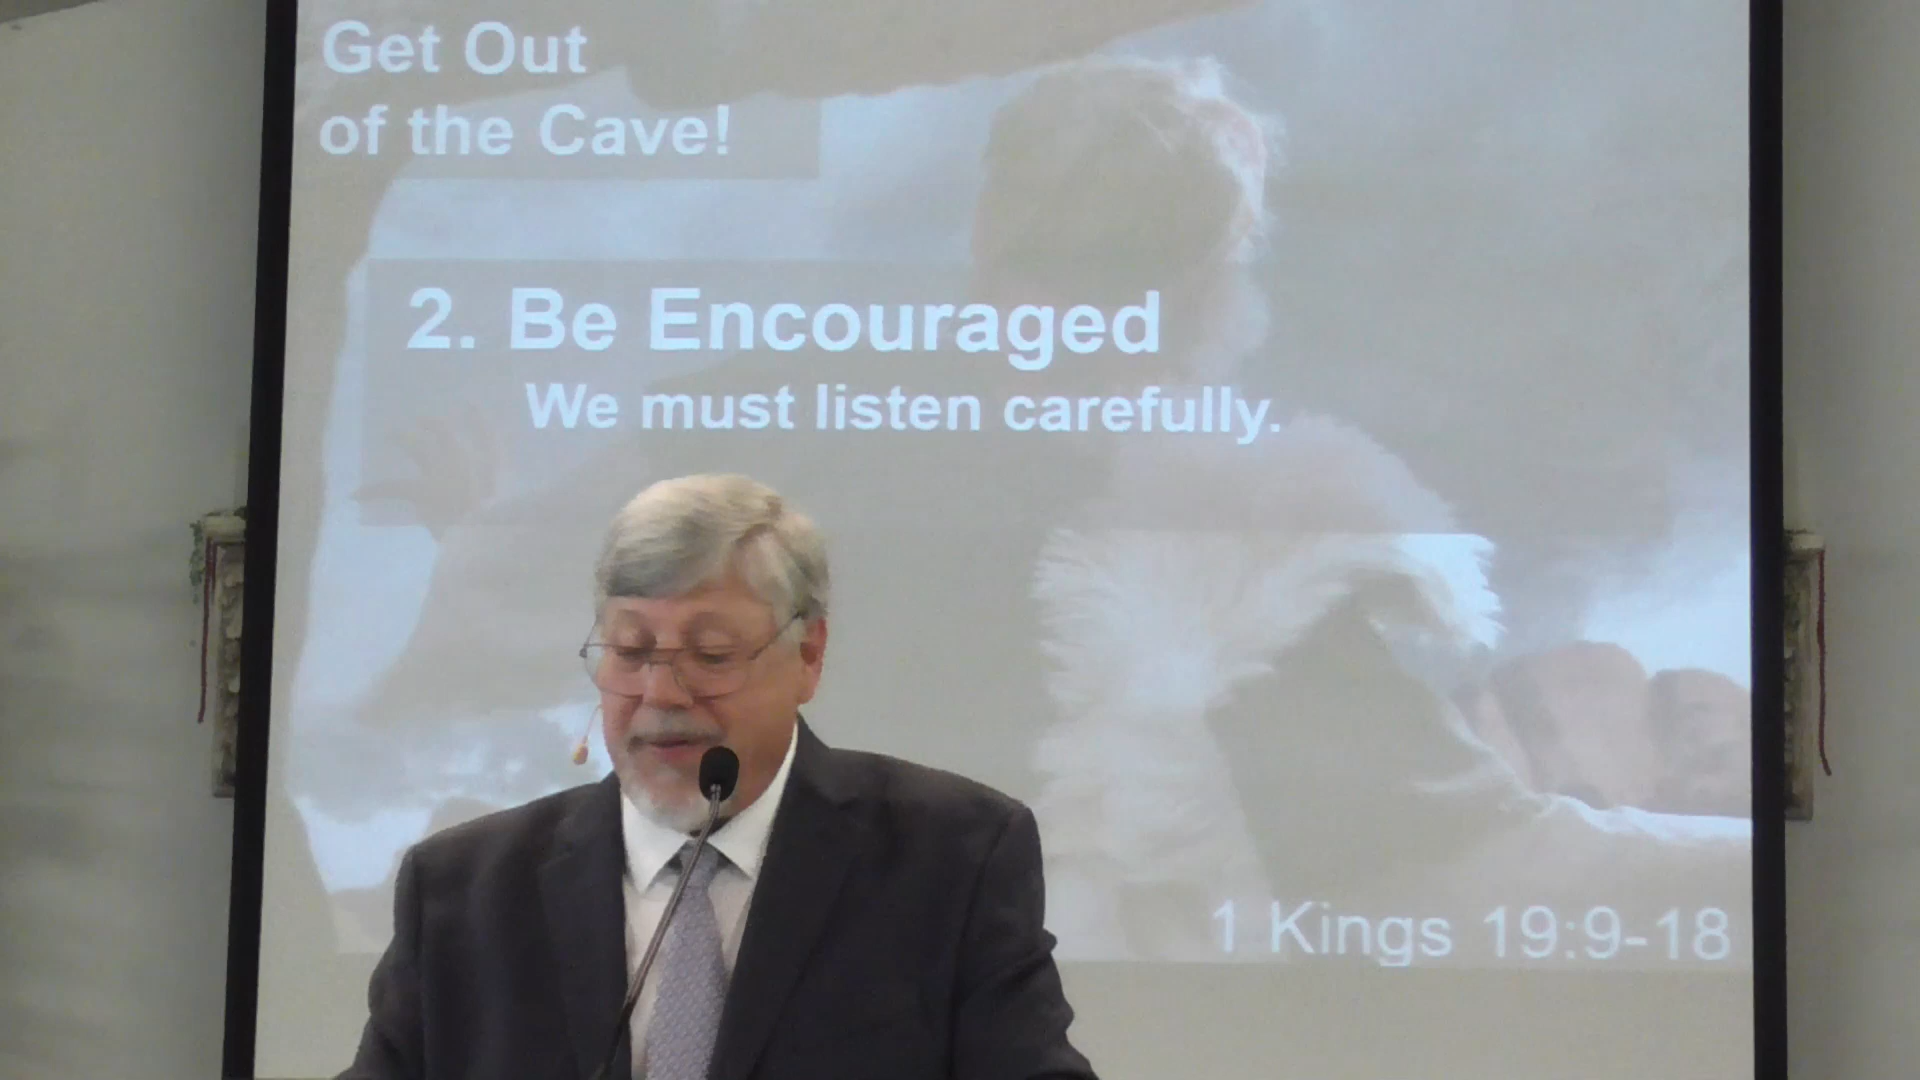 Get Out
of the Cave!
2. Be Encouraged
We must listen carefully.
1 Kings 19:9-18